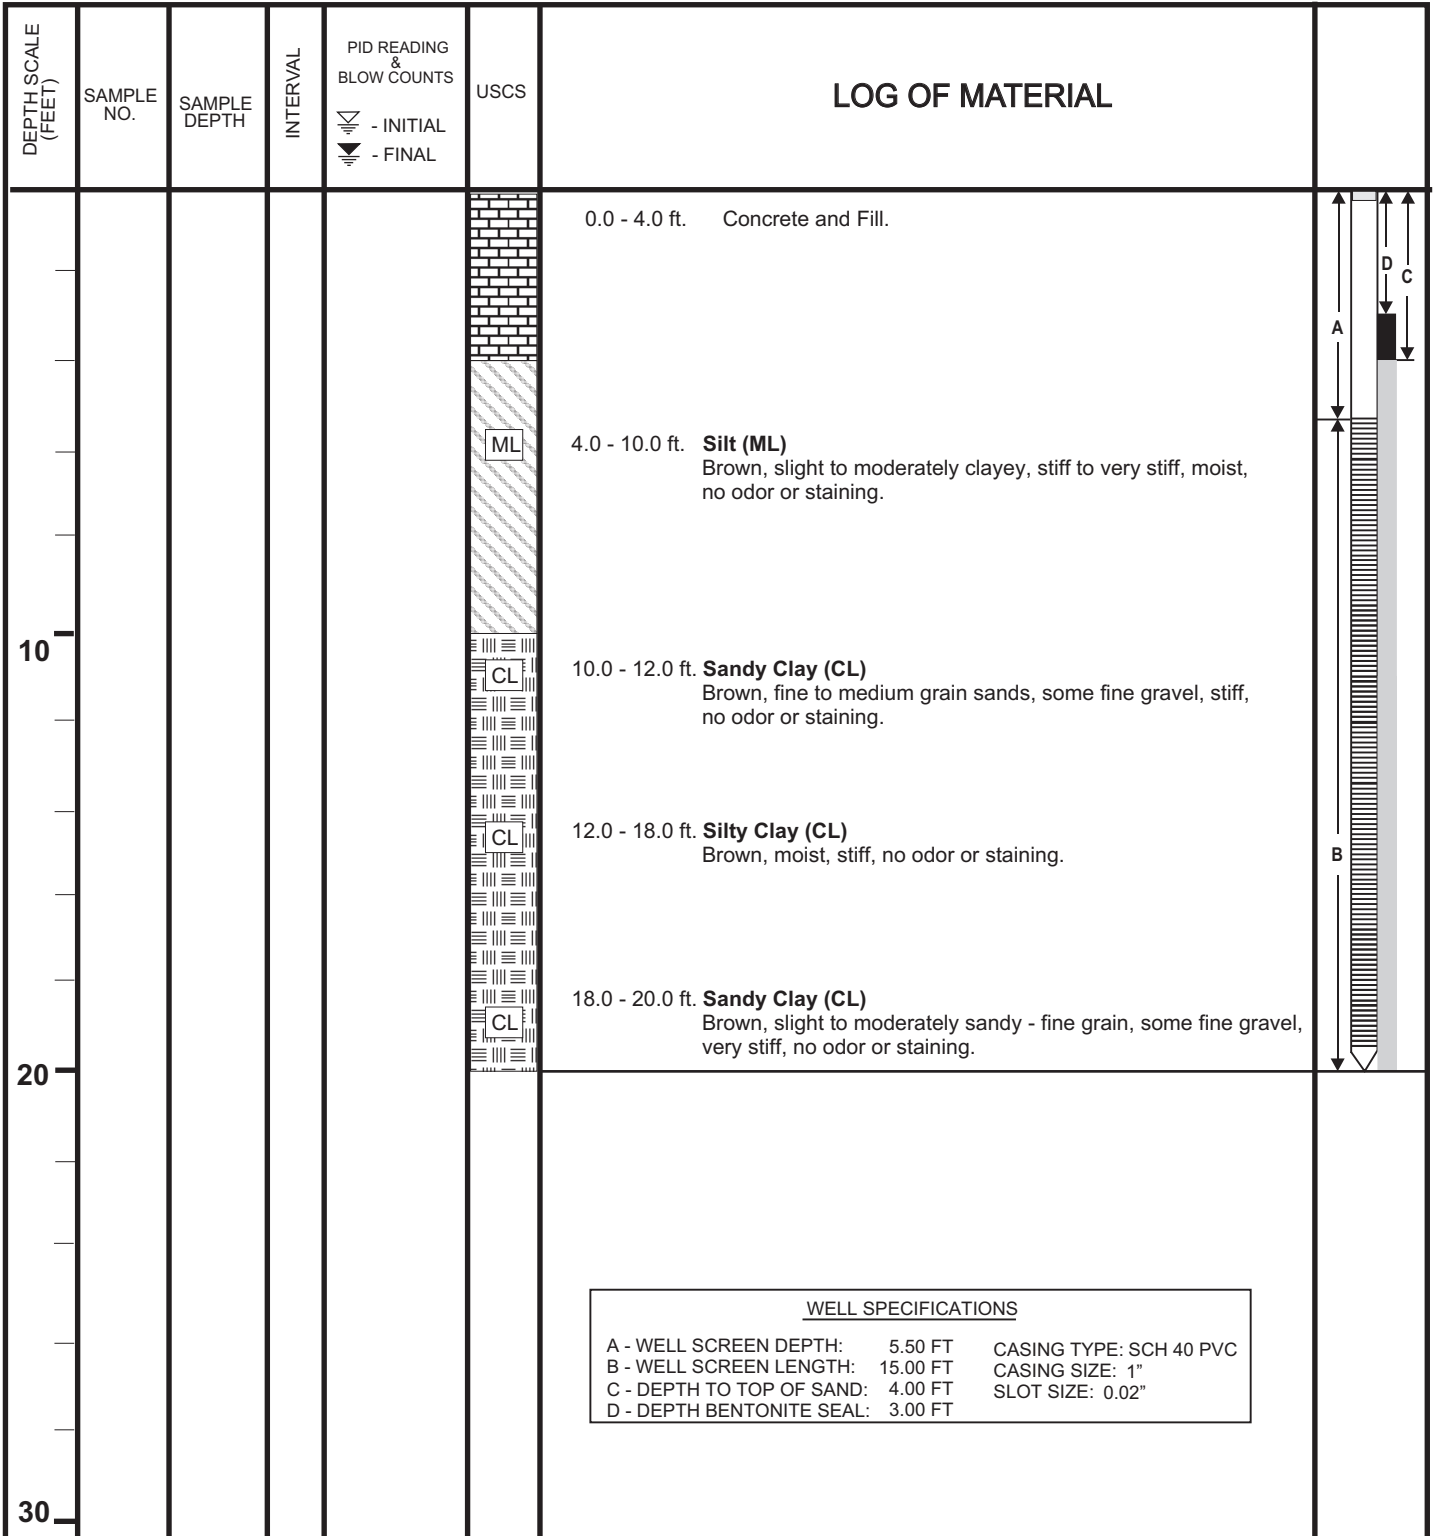 DEPTH SCALE
(FEET)
SAMPLE
NO.
SAMPLE
DEPTH
INTERVAL
PID READING
&
BLOW COUNTS
- INITIAL
- FINAL
USCS
LOG OF MATERIAL
0.0 - 4.0 ft. Concrete and Fill.
D
C
A
ML
4.0 - 10.0 ft. Silt (ML)
Brown, slight to moderately clayey, stiff to very stiff, moist,
no odor or staining.
10
CL
10.0 - 12.0 ft. Sandy Clay (CL)
Brown, fine to medium grain sands, some fine gravel, stiff,
no odor or staining.
CL
12.0 - 18.0 ft. Silty Clay (CL)
Brown, moist, stiff, no odor or staining.
B
CL
18.0 - 20.0 ft. Sandy Clay (CL)
Brown, slight to moderately sandy - fine grain, some fine gravel,
very stiff, no odor or staining.
20
WELL SPECIFICATIONS
A - WELL SCREEN DEPTH: 5.50 FT CASING TYPE: SCH 40 PVC
B - WELL SCREEN LENGTH: 15.00 FT CASING SIZE: 1”
C - DEPTH TO TOP OF SAND: 4.00 FT SLOT SIZE: 0.02”
D - DEPTH BENTONITE SEAL: 3.00 FT
30